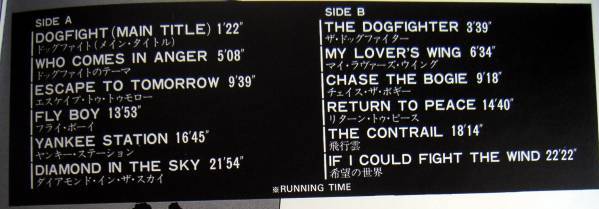 SIDE A
DOGFIGHT (MAIN TITLE) 1'22"
ドッグファイト(メイン・タイトル)
WHO COMES IN ANGER 5'08"
ドッグファイトのテーマ
ESCAPE TO TOMORROW 9'39"
エスケイプ・トゥ・トゥモロー
FLY BOY 13'53"
フライ・ボーイ
YANKEE STATION 16'45"
ヤンキー・ステーション
DIAMOND IN THE SKY 21'54"
ダイアモンド・イン・ザ・スカイ
SIDE B
THE DOGFIGHTER 3'39"
ザ・ドッグファイター
MY LOVER'S WING 6'34"
マイ・ラヴァーズ・ウイング
CHASE THE BOGIE 9'18"
チェイス・ザ・ボギー
RETURN TO PEACE 14'40"
リターン・トゥ・ピース
THE CONTRAIL 18'14"
飛行雲
IF I COULD FIGHT THE WIND 22'22"
希望の世界
※RUNNING TIME